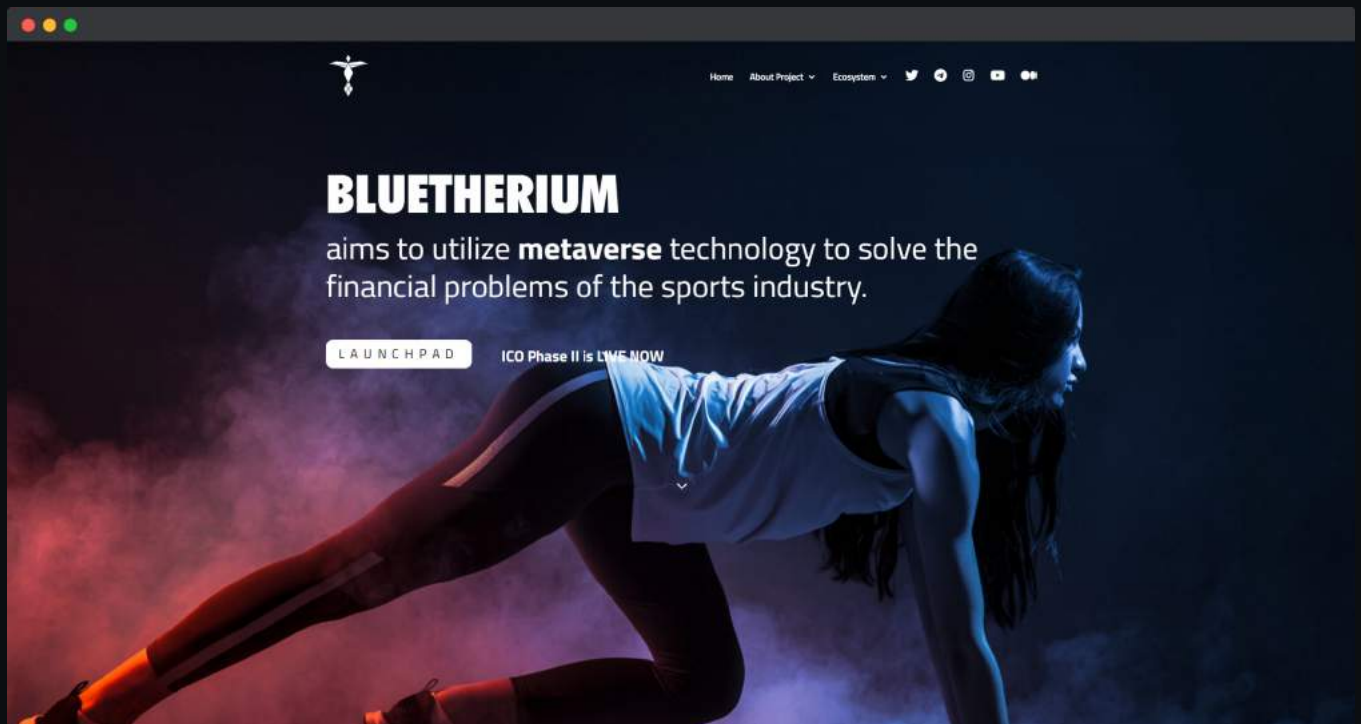 Home About Project Ecosystem
BLUETHERIUM
aims to utilize metaverse technology to solve the
financial problems of the sports industry.
LAUNCHPAD ICO Phase II is LIVE NOW